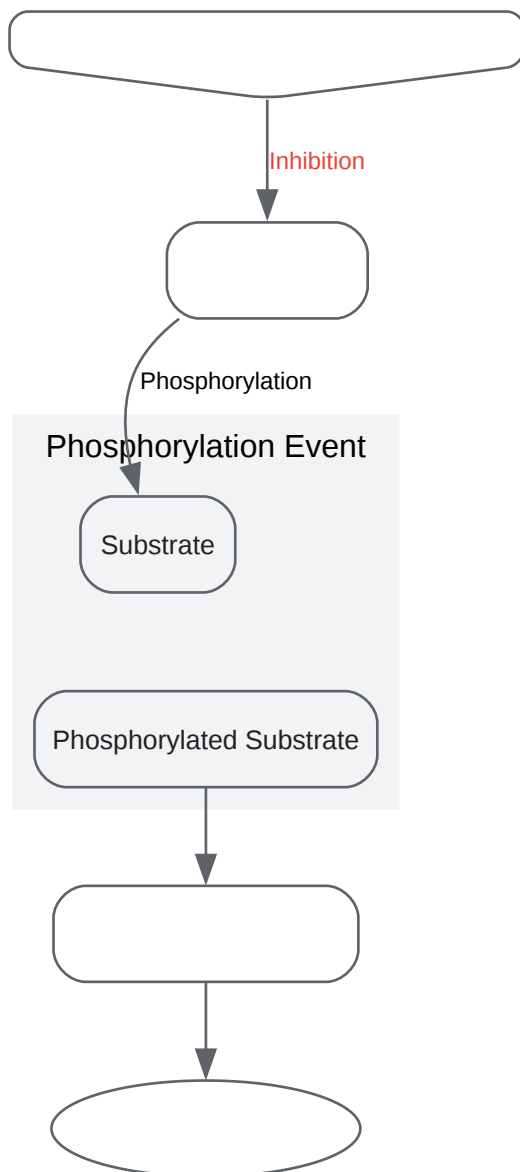 Inhibition
Phosphorylation
Phosphorylation Event
Substrate
Phosphorylated Substrate